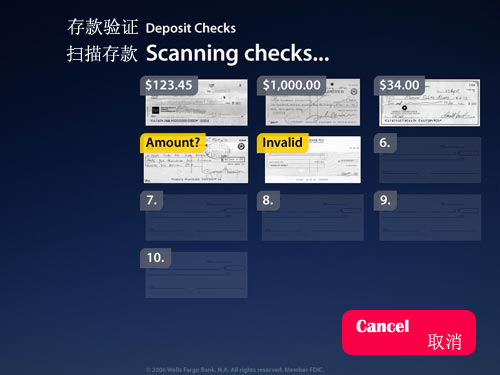 存款验证 Deposit Checks
扫描存款 Scanning checks...
$123.45 $1,000.00 $34.00
Amount? Invalid 6.
7. 8. 9.
10.
Cancel
取消
© 2006 Wells Fargo Bank, N.A. All rights reserved. Member FDIC.